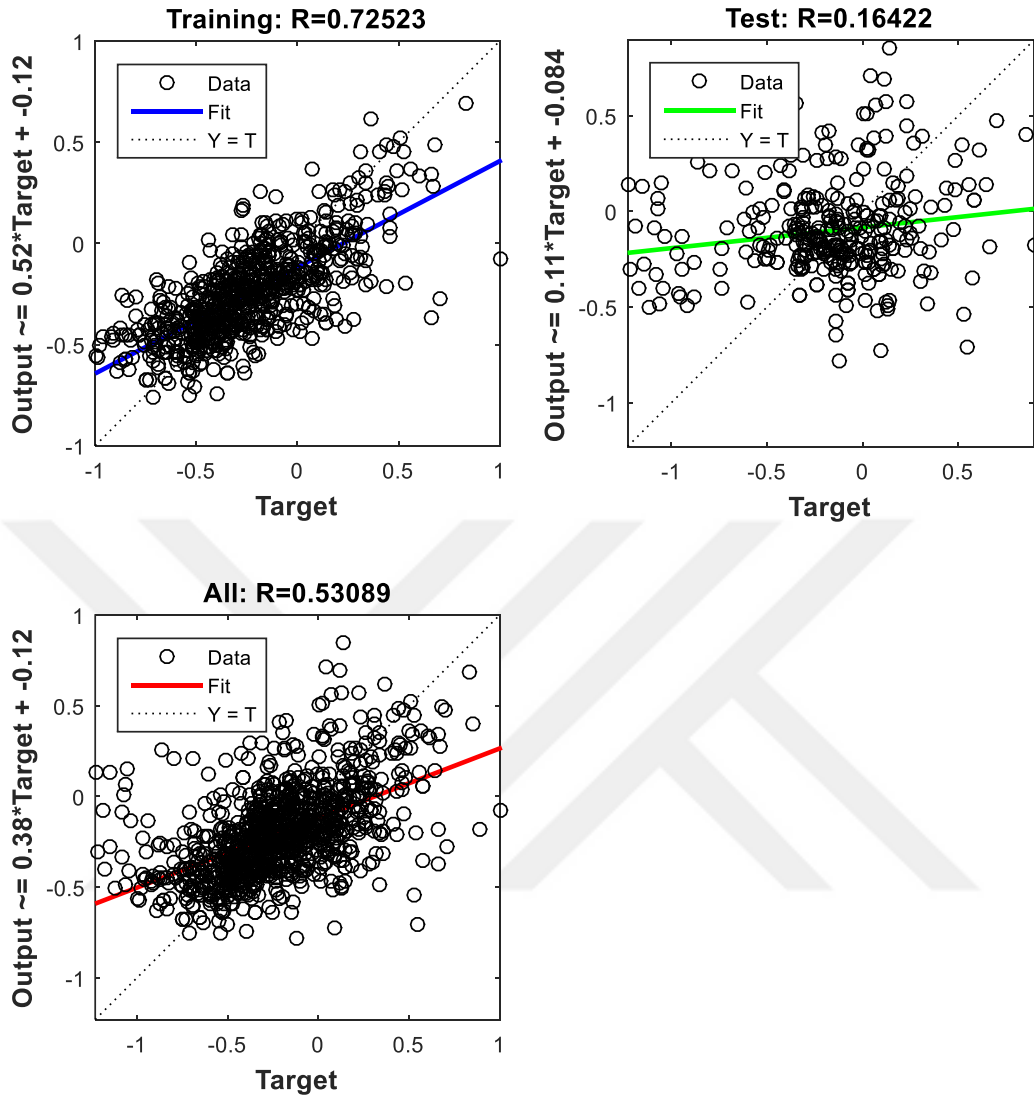 Training: R=0.72523
Output ~= 0.52*Target + -0.12
1
0.5
0
-0.5
-1
Data
Fit
Y = T
-1
-0.5
0
0.5
1
Target
Test: R=0.16422
Output ~= 0.11*Target + -0.084
0.5
0
-0.5
-1
Data
Fit
Y = T
-1
-0.5
0
0.5
Target
All: R=0.53089
Output ~= 0.38*Target + -0.12
1
0.5
0
-0.5
-1
Data
Fit
Y = T
-1
-0.5
0
0.5
1
Target